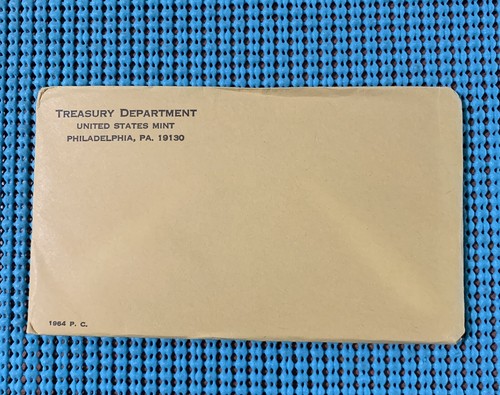 TREASURY DEPARTMENT
UNITED STATES MINT
PHILADELPHIA, PA. 19130
1964 P. C.